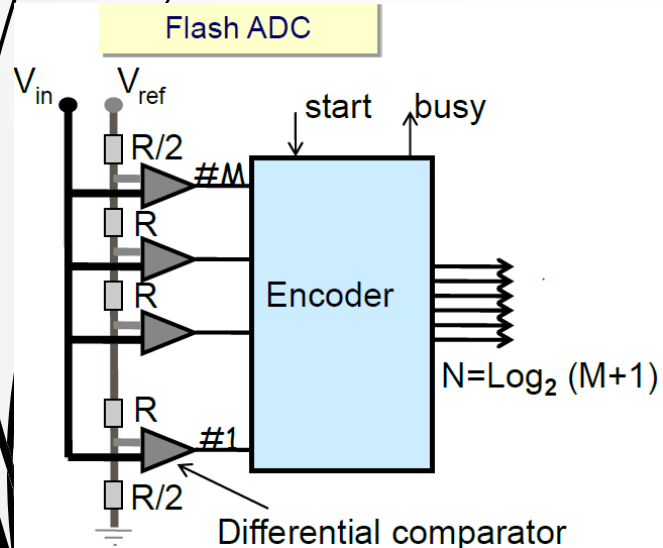 Flash ADC
Vin Vref
start busy
R/2
#M
R
R
Encoder
N=Log₂ (M+1)
R
#1
R/2
Differential comparator